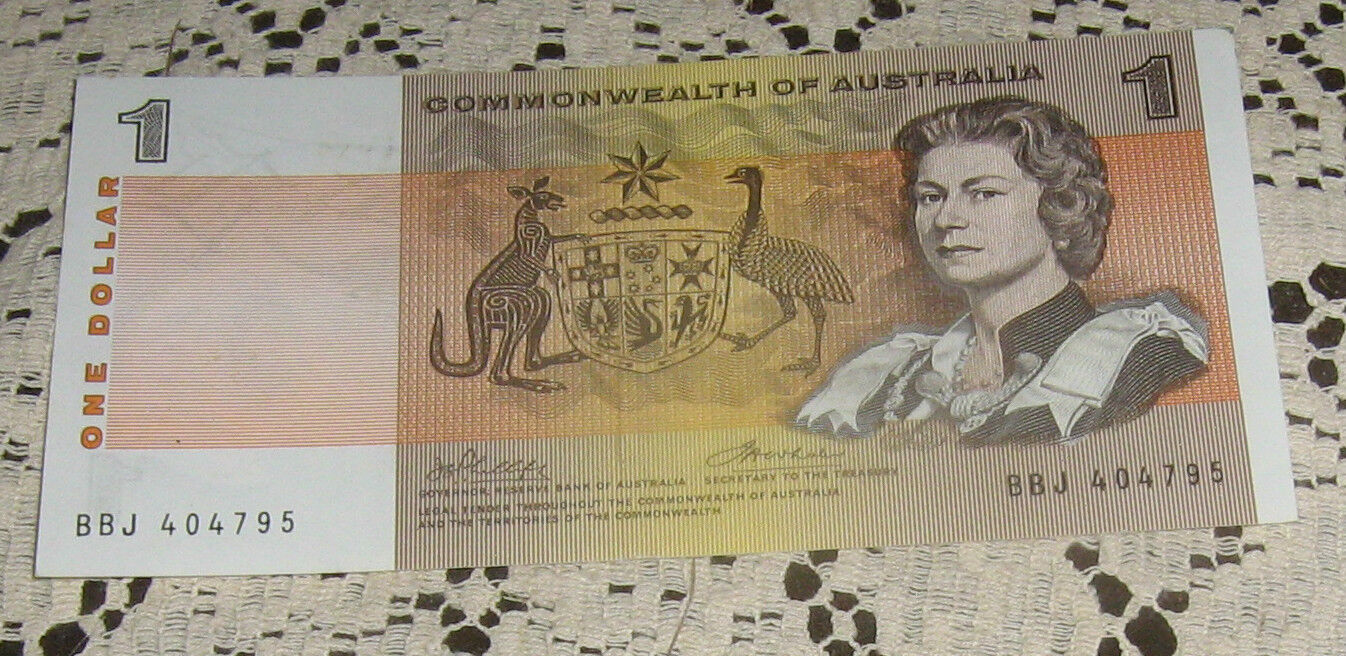 1
COMMONWEALTH OF AUSTRALIA
1
ONE DOLLAR
GOVERNOR, RESERVE BANK OF AUSTRALIA
SECRETARY TO THE TREASURY
LEGAL TENDER THROUGHOUT THE COMMONWEALTH OF AUSTRALIA
AND THE TERRITORIES OF THE COMMONWEALTH
BBJ 404795
BBJ 404795